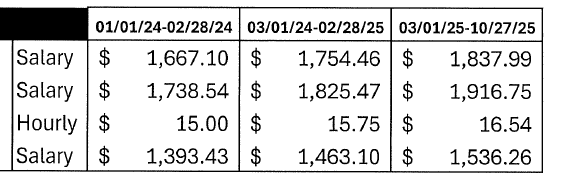 01/01/24-02/28/24 03/01/24-02/28/25 03/01/25-10/27/25
Salary $ 1,667.10 $ 1,754.46 $ 1,837.99
Salary $ 1,738.54 $ 1,825.47 $ 1,916.75
Hourly $ 15.00 $ 15.75 $ 16.54
Salary $ 1,393.43 $ 1,463.10 $ 1,536.26